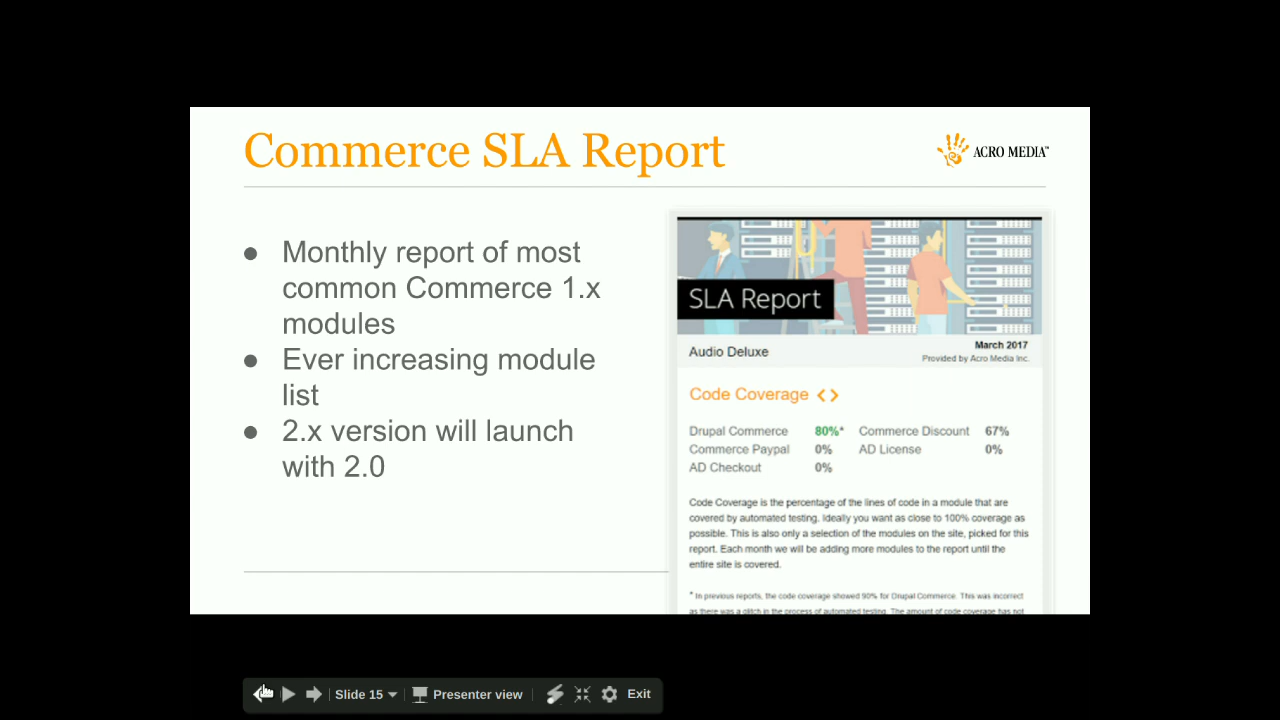 Commerce SLA Report
ACRO MEDIA™
● Monthly report of most
common Commerce 1.x
modules
● Ever increasing module
list
● 2.x version will launch
with 2.0
SLA Report
Audio Deluxe
March 2017
Provided by Acro Media Inc.
Code Coverage <>
Drupal Commerce 80%* Commerce Discount 67%
Commerce Paypal 0% AD License 0%
AD Checkout 0%
Code Coverage is the percentage of the lines of code in a module that are
covered by automated testing. Ideally you want as close to 100% coverage as
possible. This is also only a selection of the modules on the site, picked for this
report. Each month we will be adding more modules to the report until the
entire site is covered.
* In previous reports, the code coverage showed 90% for Drupal Commerce. This was incorrect
as there was a glitch in the process of automated testing. The amount of code coverage has not
Slide 15 Presenter view Exit